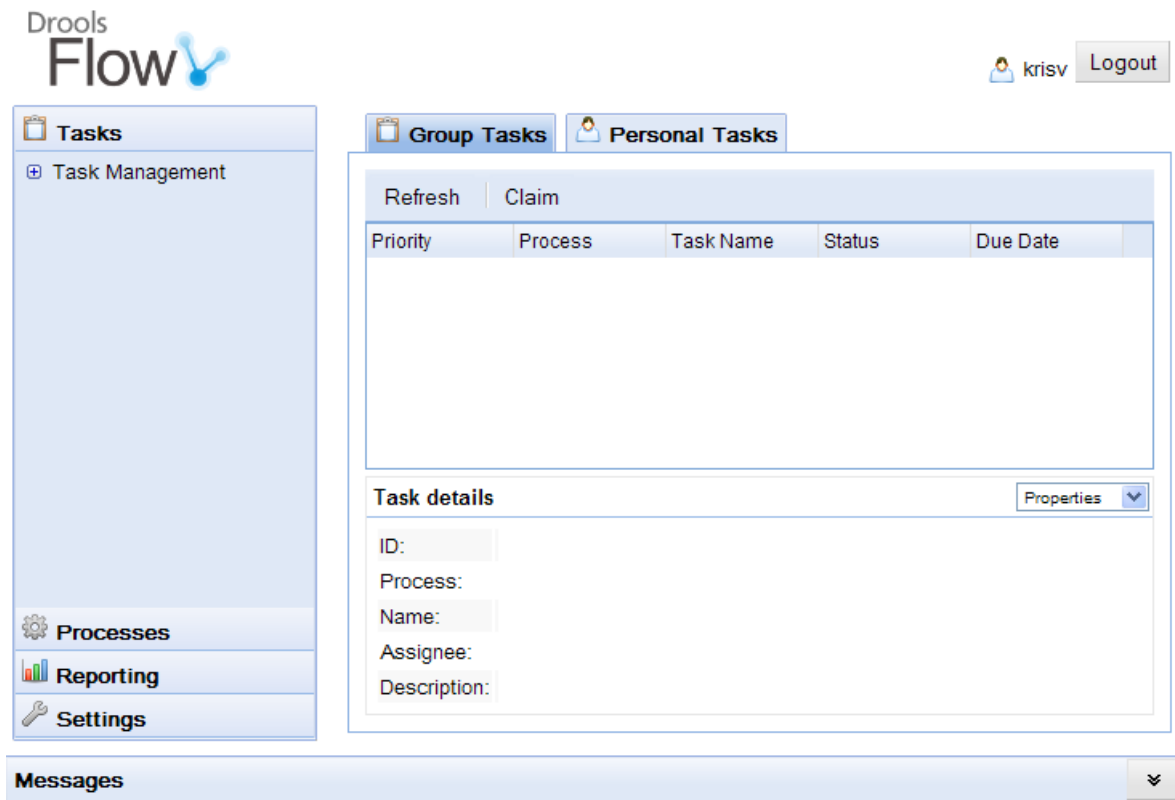 Drools
Flow
krisv Logout
Tasks
Task Management
Processes
Reporting
Settings
Group Tasks Personal Tasks
Refresh Claim
Priority Process Task Name Status Due Date
Task details Properties
ID:
Process:
Name:
Assignee:
Description:
Messages